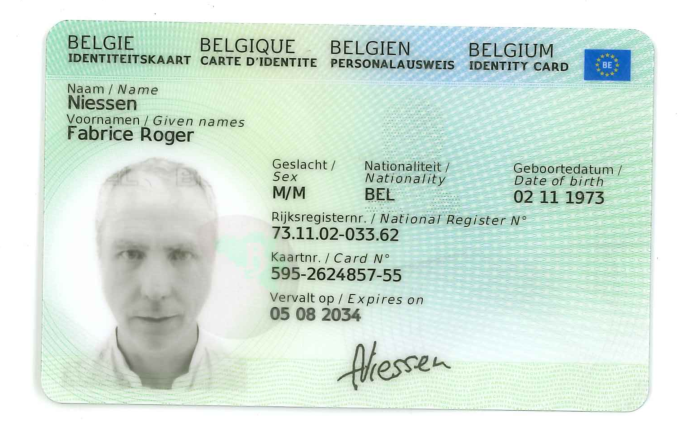 BELGIE BELGIQUE BELGIEN BELGIUM
IDENTITEITSKAART CARTE D'IDENTITE PERSONALAUSWEIS IDENTITY CARD
BE
Naam / Name
Niessen
Voornamen / Given names
Fabrice Roger
Geslacht / Nationaliteit / Geboortedatum /
Sex Nationality Date of birth
M/M BEL 02 11 1973
Rijksregisternr. / National Register N°
73.11.02-033.62
Kaartnr. / Card N°
595-2624857-55
Vervalt op / Expires on
05 08 2034
Niessen